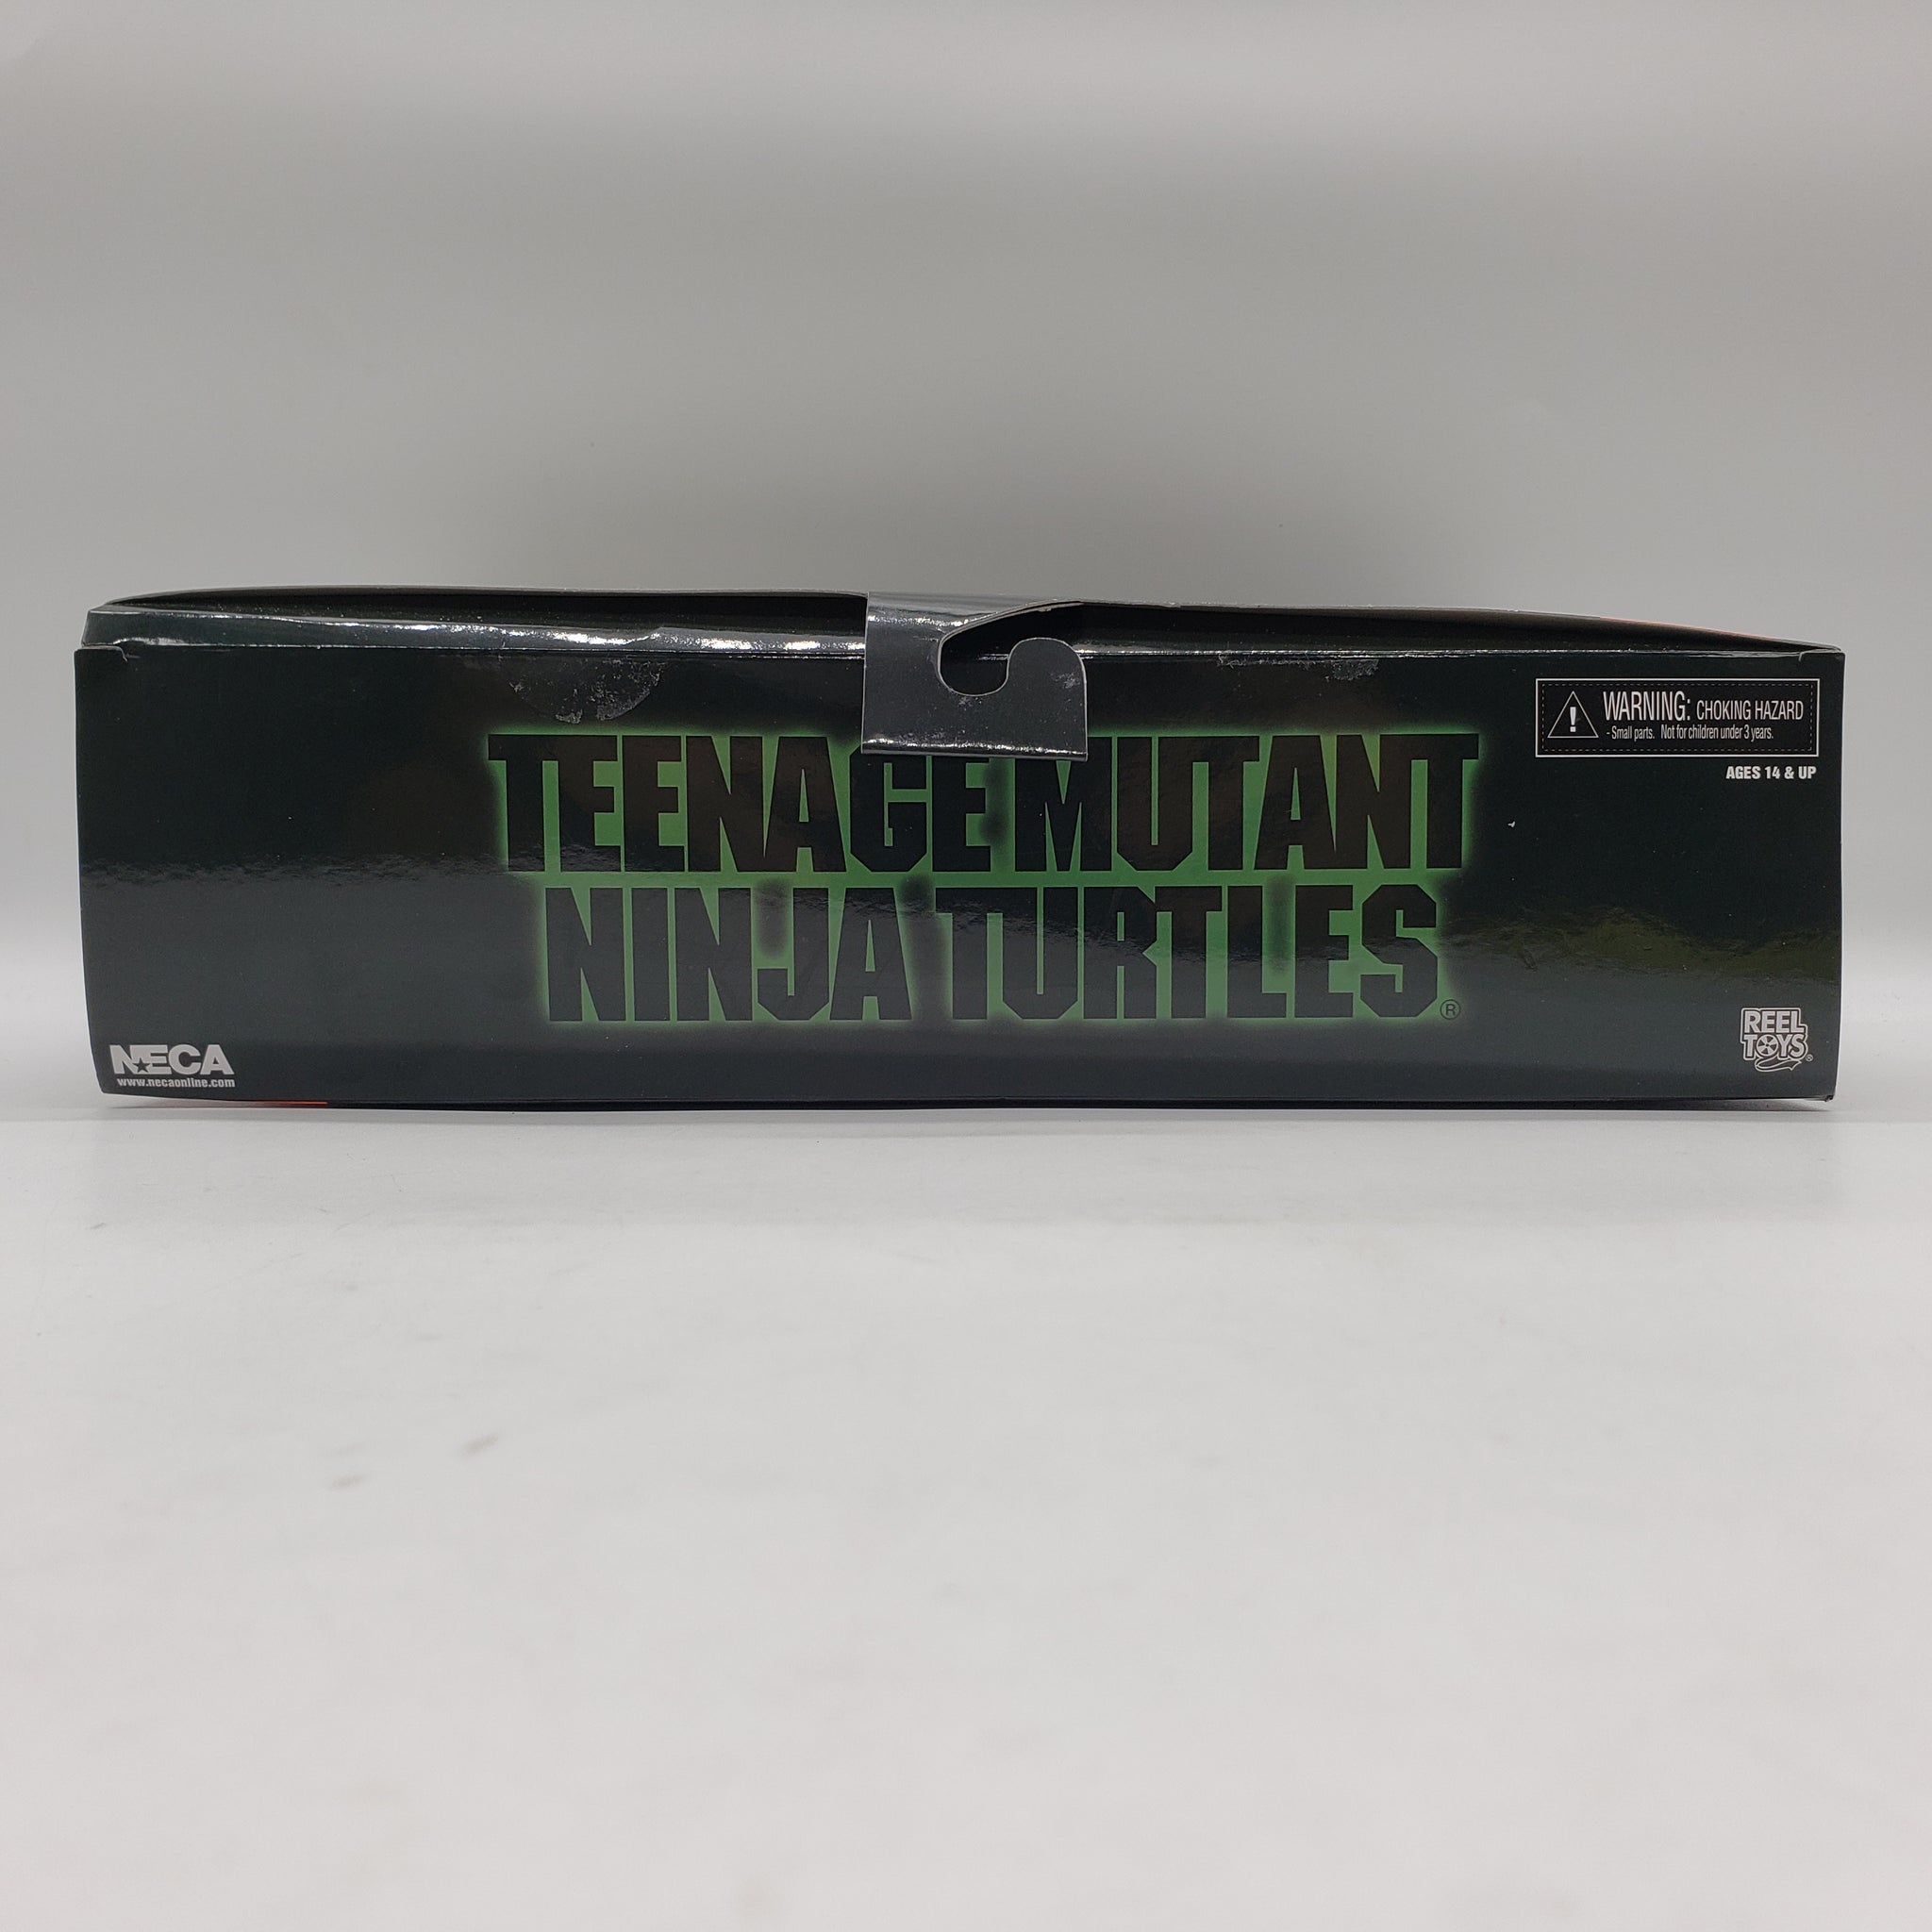 WARNING: CHOKING HAZARD
- Small parts. Not for children under 3 years.
AGES 14 & UP
TEENAGE MUTANT
NINJA TURTLES®
NECA
www.necaonline.com
REEL
TOYS®